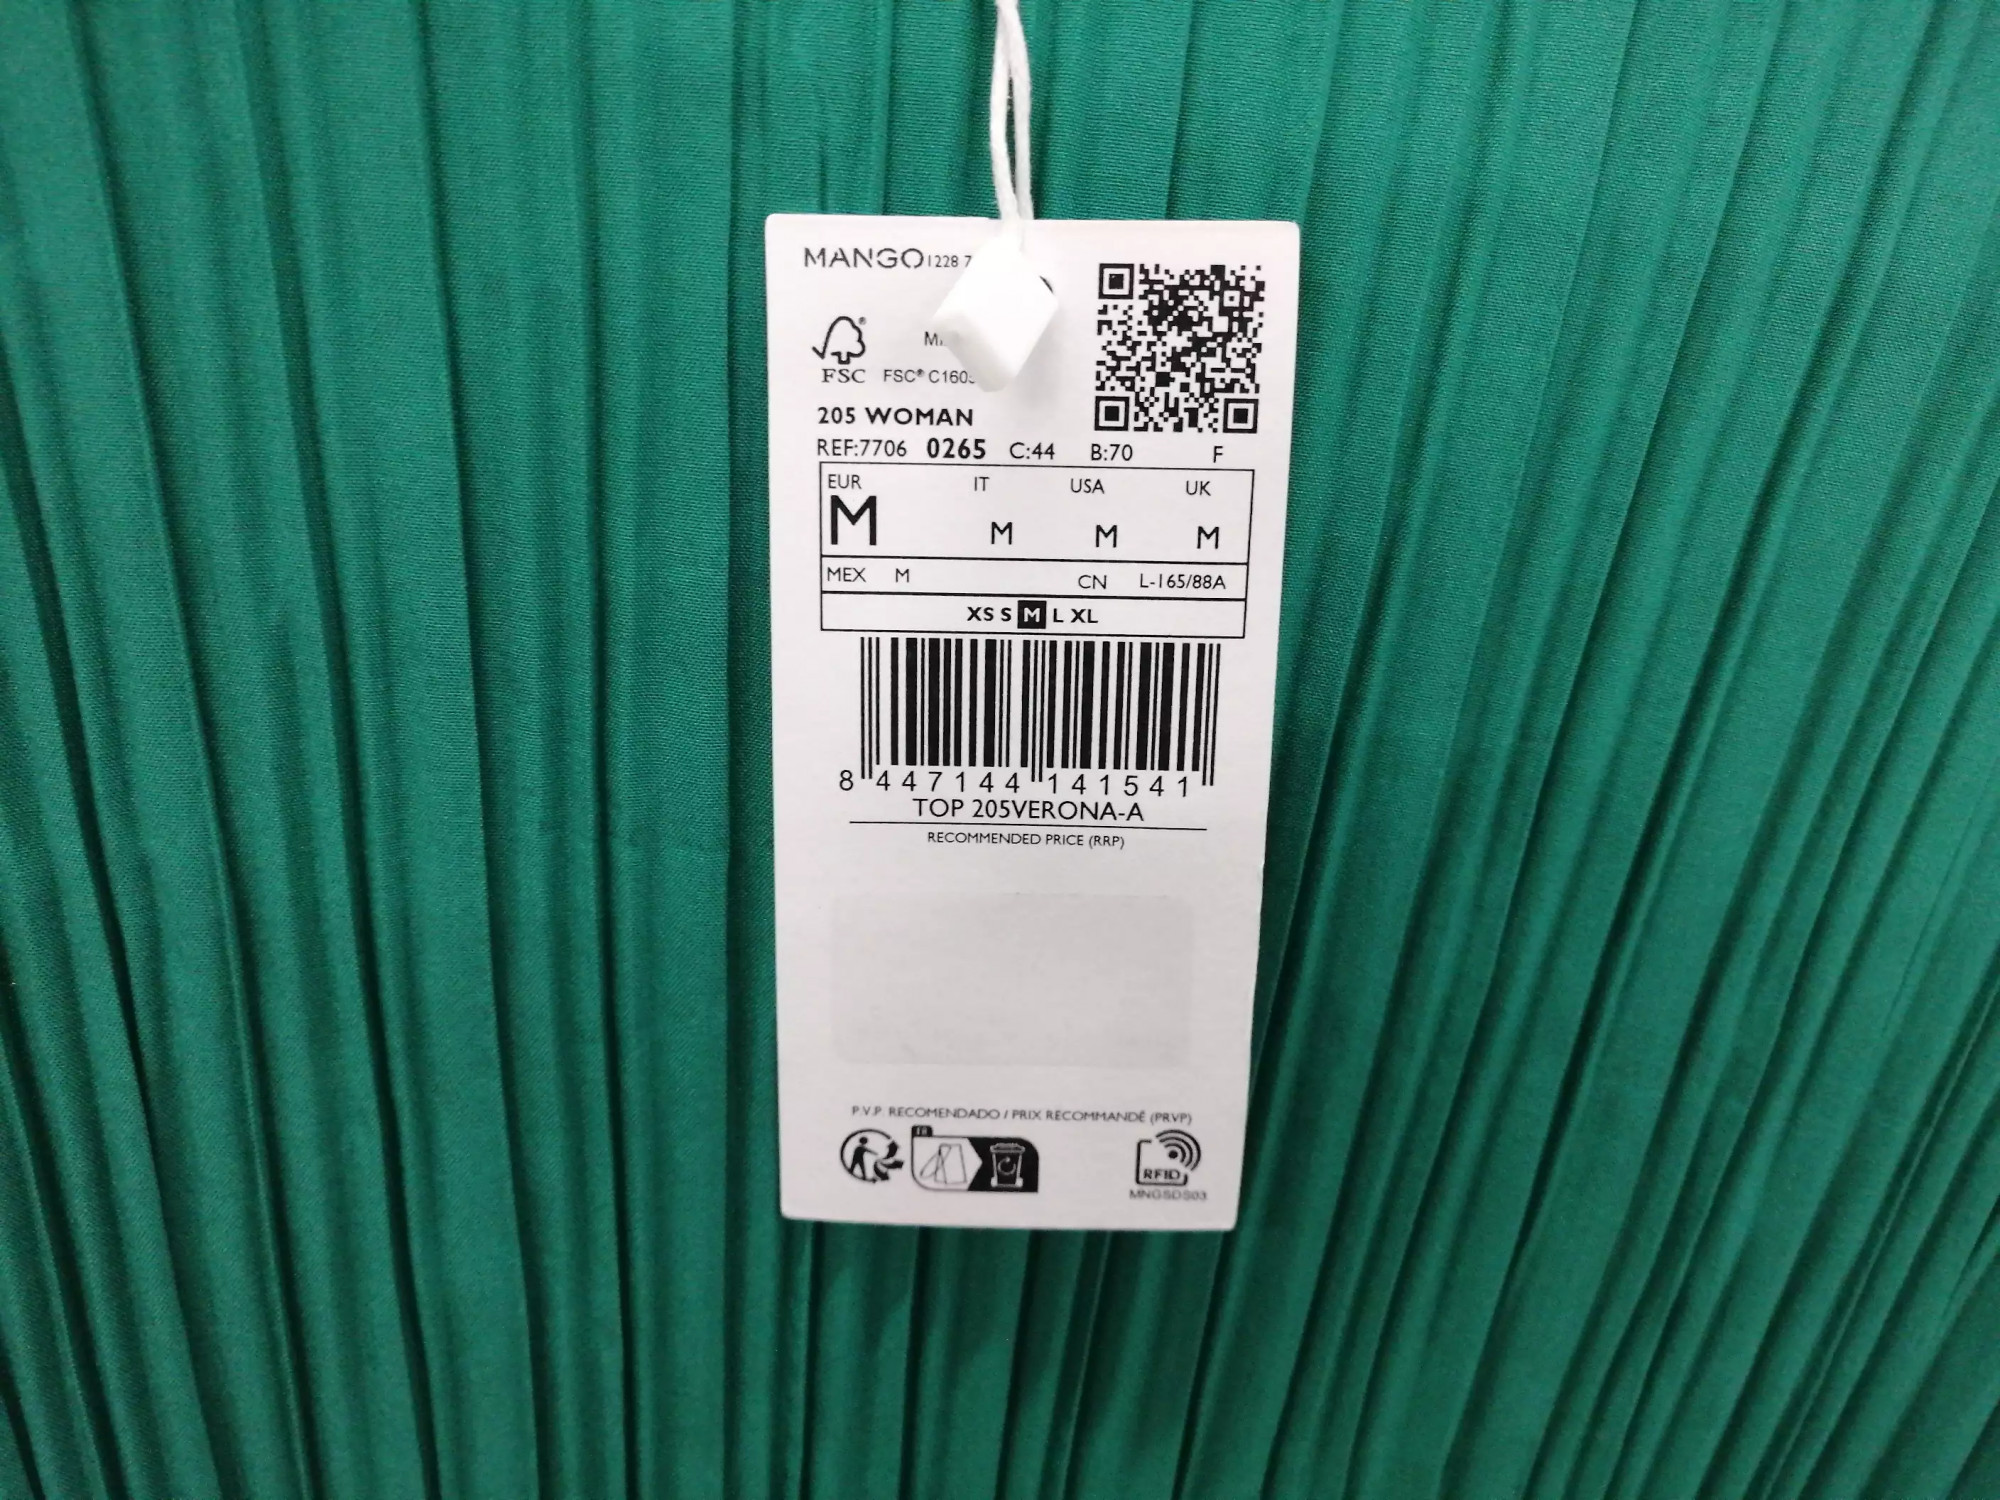 MANGO 1228 7
FSC FSC® C160
205 WOMAN
REF:7706 0265 C:44 B:70 F
EUR IT USA UK
M M M M
MEX M CN L-165/88A
XS S M L XL
8 447144 141541
TOP 205VERONA-A
RECOMMENDED PRICE (RRP)
P.V.P. RECOMENDADO / PRIX RECOMMANDÉ (PRVP)
FR
RFID
MNGSDS03